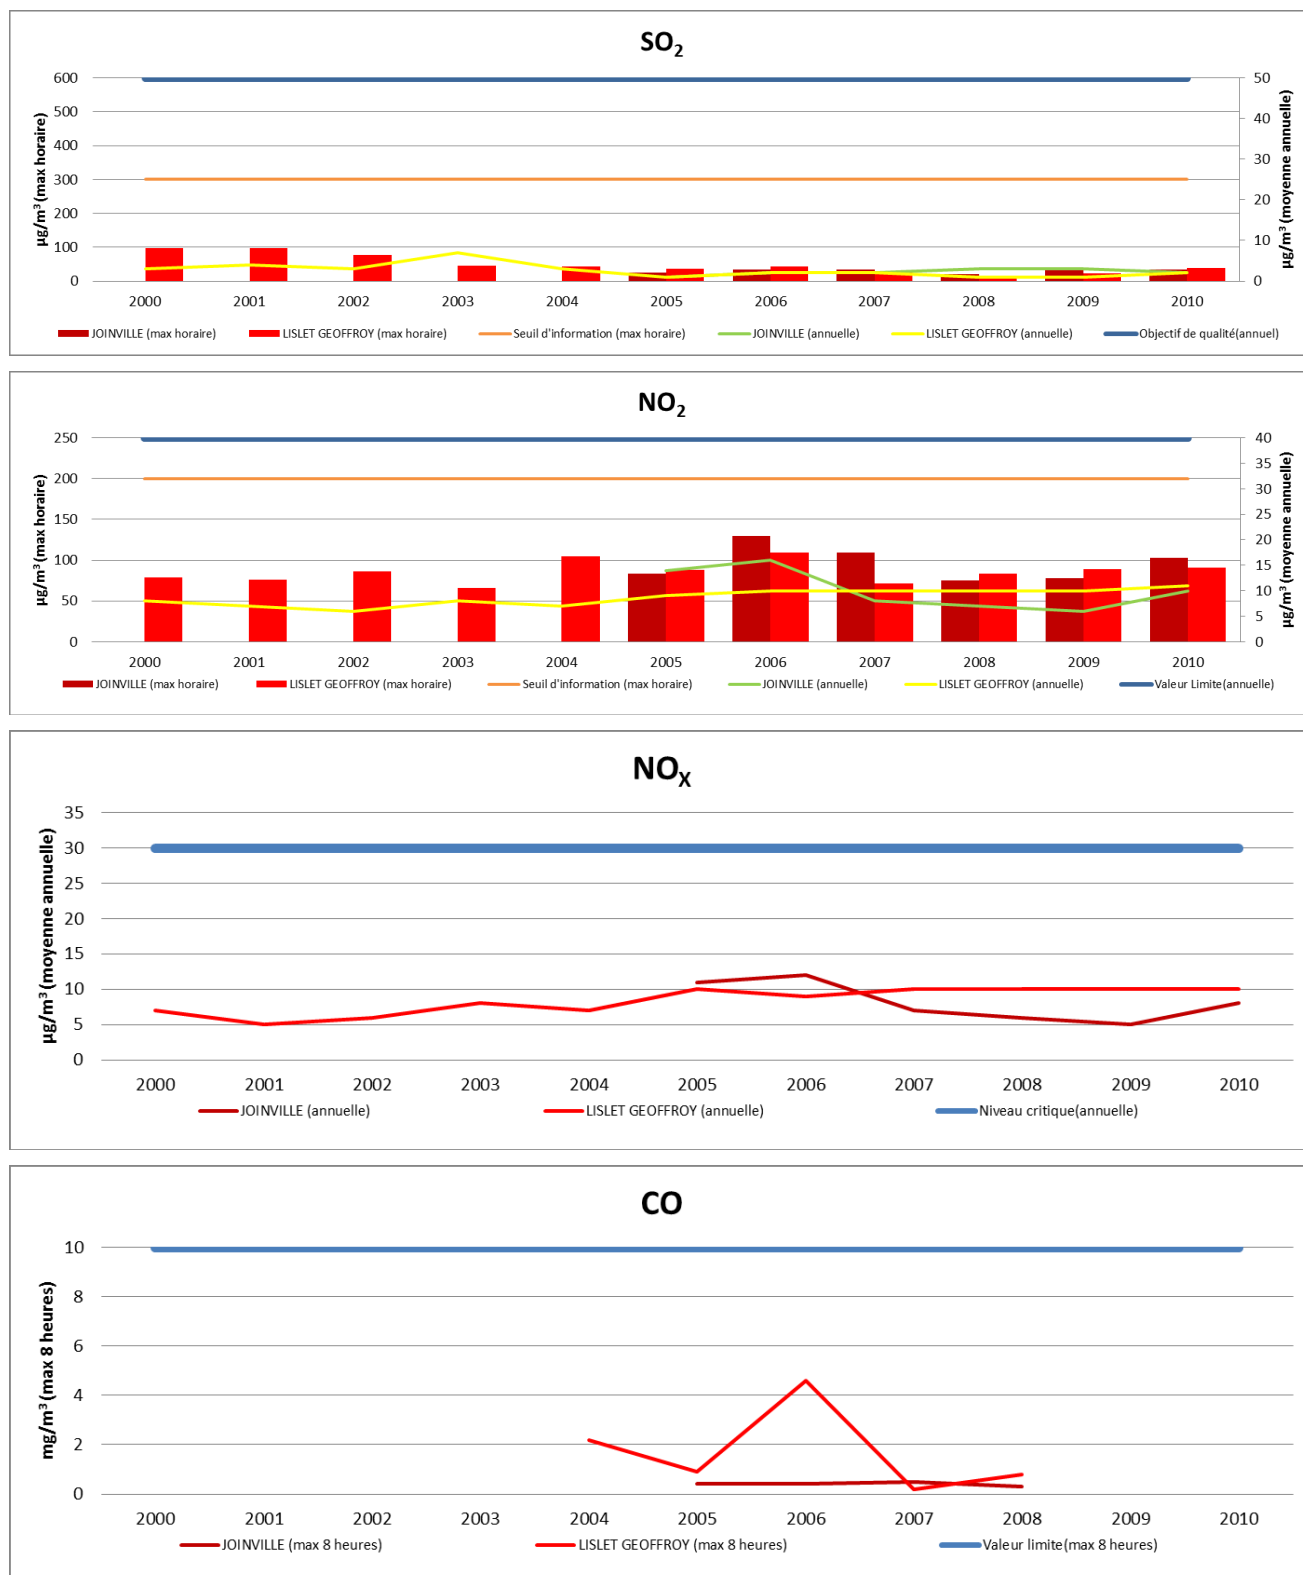 SO₂
µg/m³ (max horaire)
600
500
400
300
200
100
0
50
40
30
20
10
0
µg/m³ (moyenne annuelle)
2000 2001 2002 2003 2004 2005 2006 2007 2008 2009 2010
JOINVILLE (max horaire) LISLET GEOFFROY (max horaire) Seuil d'information (max horaire) JOINVILLE (annuelle) LISLET GEOFFROY (annuelle) Objectif de qualité(annuel)
NO₂
µg/m³ (max horaire)
250
200
150
100
50
0
40
35
30
25
20
15
10
5
0
µg/m³ (moyenne annuelle)
2000 2001 2002 2003 2004 2005 2006 2007 2008 2009 2010
JOINVILLE (max horaire) LISLET GEOFFROY (max horaire) Seuil d'information (max horaire) JOINVILLE (annuelle) LISLET GEOFFROY (annuelle) Valeur Limite(annuelle)
NOₓ
µg/m³ (moyenne annuelle)
35
30
25
20
15
10
5
0
2000 2001 2002 2003 2004 2005 2006 2007 2008 2009 2010
JOINVILLE (annuelle) LISLET GEOFFROY (annuelle) Niveau critique(annuelle)
CO
mg/m³ (max 8 heures)
10
8
6
4
2
0
2000 2001 2002 2003 2004 2005 2006 2007 2008 2009 2010
JOINVILLE (max 8 heures) LISLET GEOFFROY (max 8 heures) Valeur limite(max 8 heures)